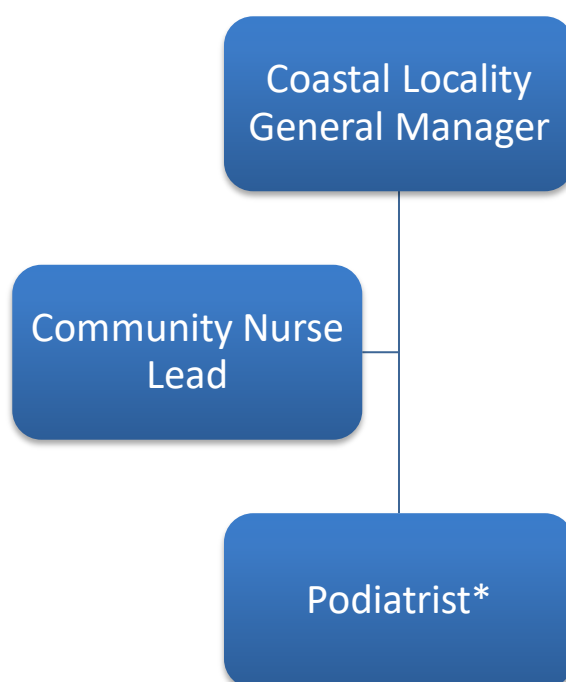 Coastal Locality
General Manager
Community Nurse
Lead
Podiatrist*